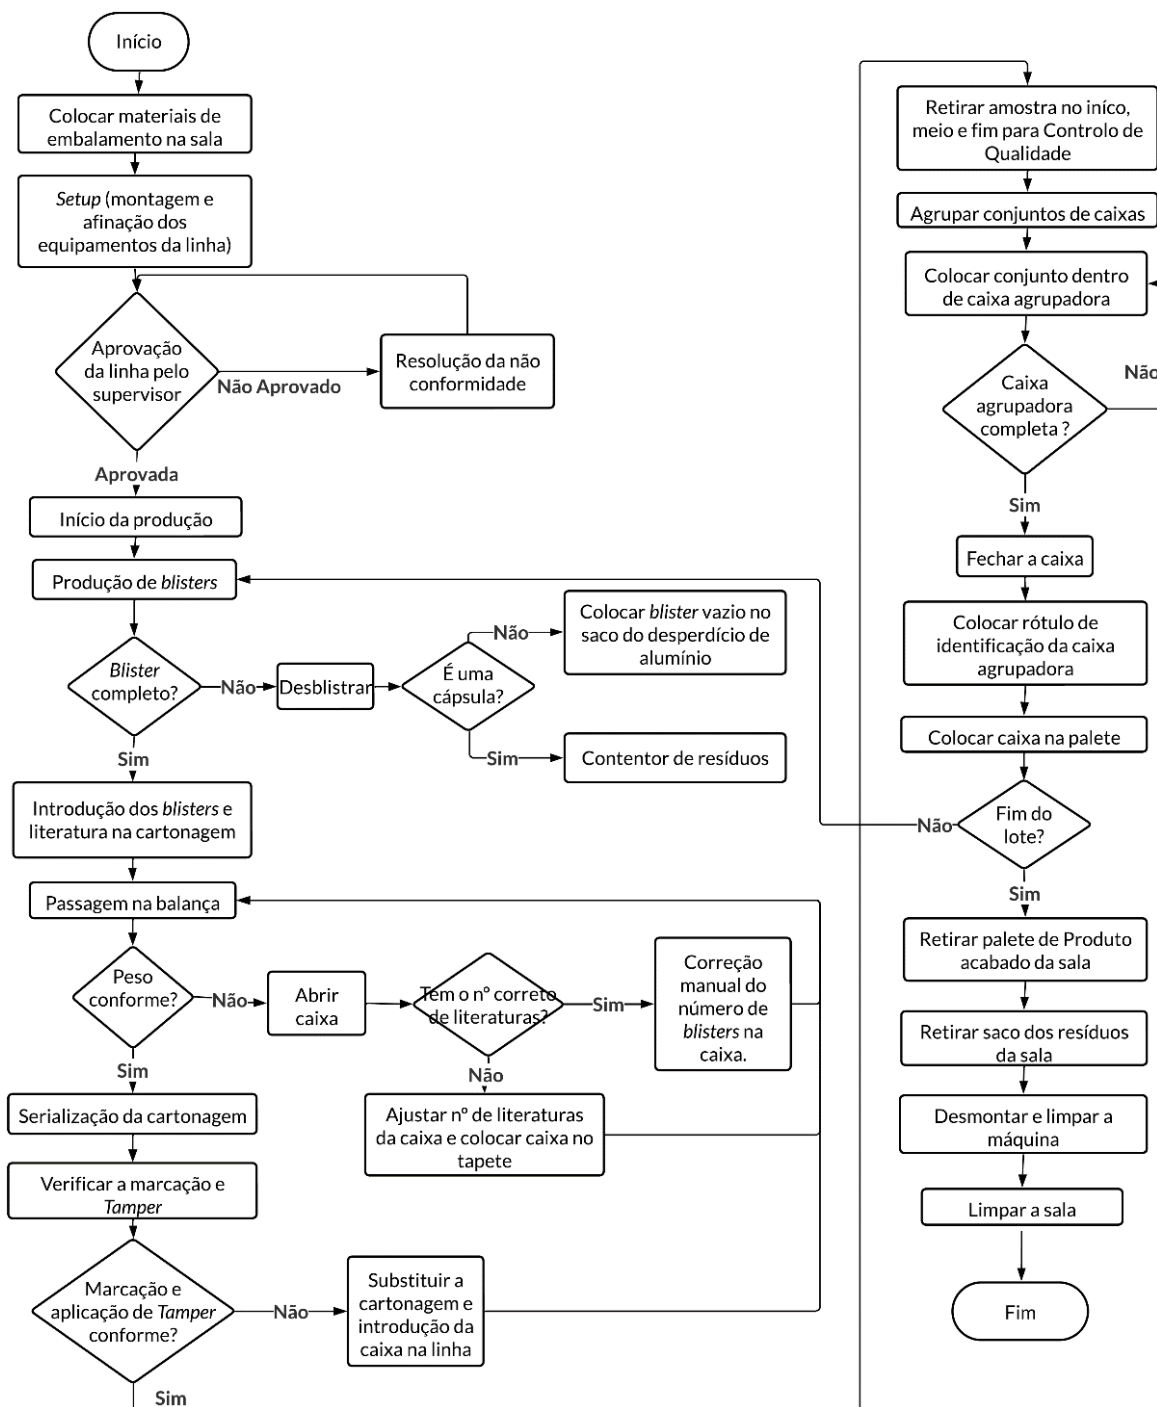 Início
Colocar materiais de
embalamento na sala
Setup (montagem e
afinação dos
equipamentos da linha)
Aprovação
da linha pelo
supervisor
Não Aprovado
Resolução da não
conformidade
Aprovada
Início da produção
Produção de blisters
Blister
completo?
Não
Desblistrar
É uma
cápsula?
Não
Colocar blister vazio no
saco do desperdício de
alumínio
Sim
Contentor de resíduos
Sim
Introdução dos blisters e
literatura na cartonagem
Passagem na balança
Peso
conforme?
Não
Abrir
caixa
Tem o nº correto
de literaturas?
Sim
Correção
manual do
número de
blisters na
caixa.
Não
Ajustar nº de literaturas
da caixa e colocar caixa no
tapete
Sim
Serialização da cartonagem
Verificar a marcação e
Tamper
Marcação e
aplicação de Tamper
conforme?
Não
Substituir a
cartonagem e
introdução da
caixa na linha
Sim
Retirar amostra no iníco,
meio e fim para Controlo de
Qualidade
Agrupar conjuntos de caixas
Colocar conjunto dentro
de caixa agrupadora
Caixa
agrupadora
completa ?
Não
Sim
Fechar a caixa
Colocar rótulo de
identificação da caixa
agrupadora
Colocar caixa na palete
Fim do
lote?
Não
Sim
Retirar palete de Produto
acabado da sala
Retirar saco dos resíduos
da sala
Desmontar e limpar a
máquina
Limpar a sala
Fim